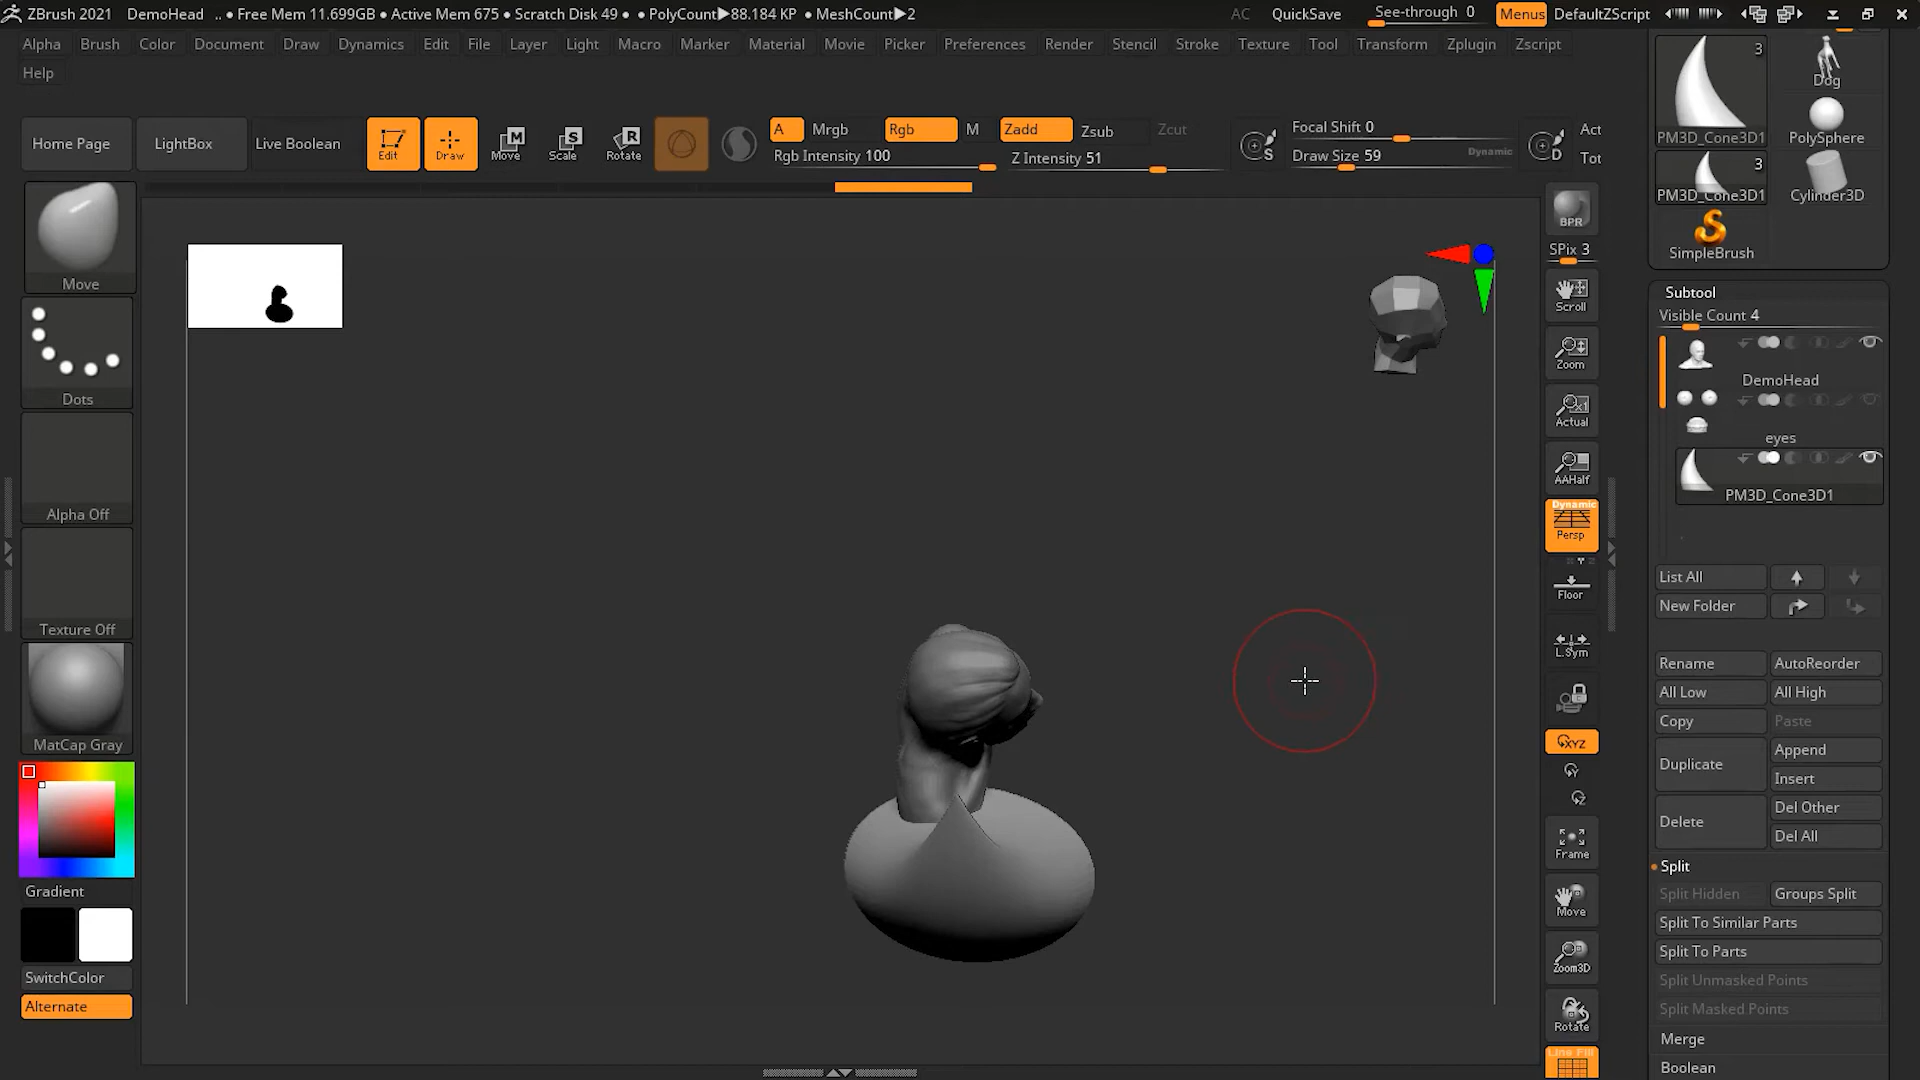 ZBrush 2021 DemoHead .. • Free Mem 11.699GB • Active Mem 675 • Scratch Disk 49 • • PolyCount▶88.184 KP • MeshCount▶2 AC QuickSave See-through 0 Menus DefaultZScript
Alpha Brush Color Document Draw Dynamics Edit File Layer Light Macro Marker Material Movie Picker Preferences Render Stencil Stroke Texture Tool Transform Zplugin Zscript
Help
Home Page LightBox Live Boolean Edit Draw Move Scale Rotate
A Mrgb Rgb M Zadd Zsub Zcut
Rgb Intensity 100 Z Intensity 51
Focal Shift 0
Draw Size 59 Dynamic
Act
Tot
Move
Dots
Alpha Off
Texture Off
MatCap Gray
Gradient
SwitchColor
Alternate
BPR
SPix 3
Scroll
Zoom
Actual
AAHalf
Dynamic
Persp
Floor
L.Sym
XYZ
Y
Z
Frame
Move
Zoom3D
Rotate
Line Fill
3
PM3D_Cone3D1
Dog
PolySphere
3
PM3D_Cone3D1
Cylinder3D
SimpleBrush
Subtool
Visible Count 4
DemoHead
eyes
PM3D_Cone3D1
List All
New Folder
Rename AutoReorder
All Low All High
Copy Paste
Duplicate Append
Insert
Delete Del Other
Del All
Split
Split Hidden Groups Split
Split To Similar Parts
Split To Parts
Split Unmasked Points
Split Masked Points
Merge
Boolean